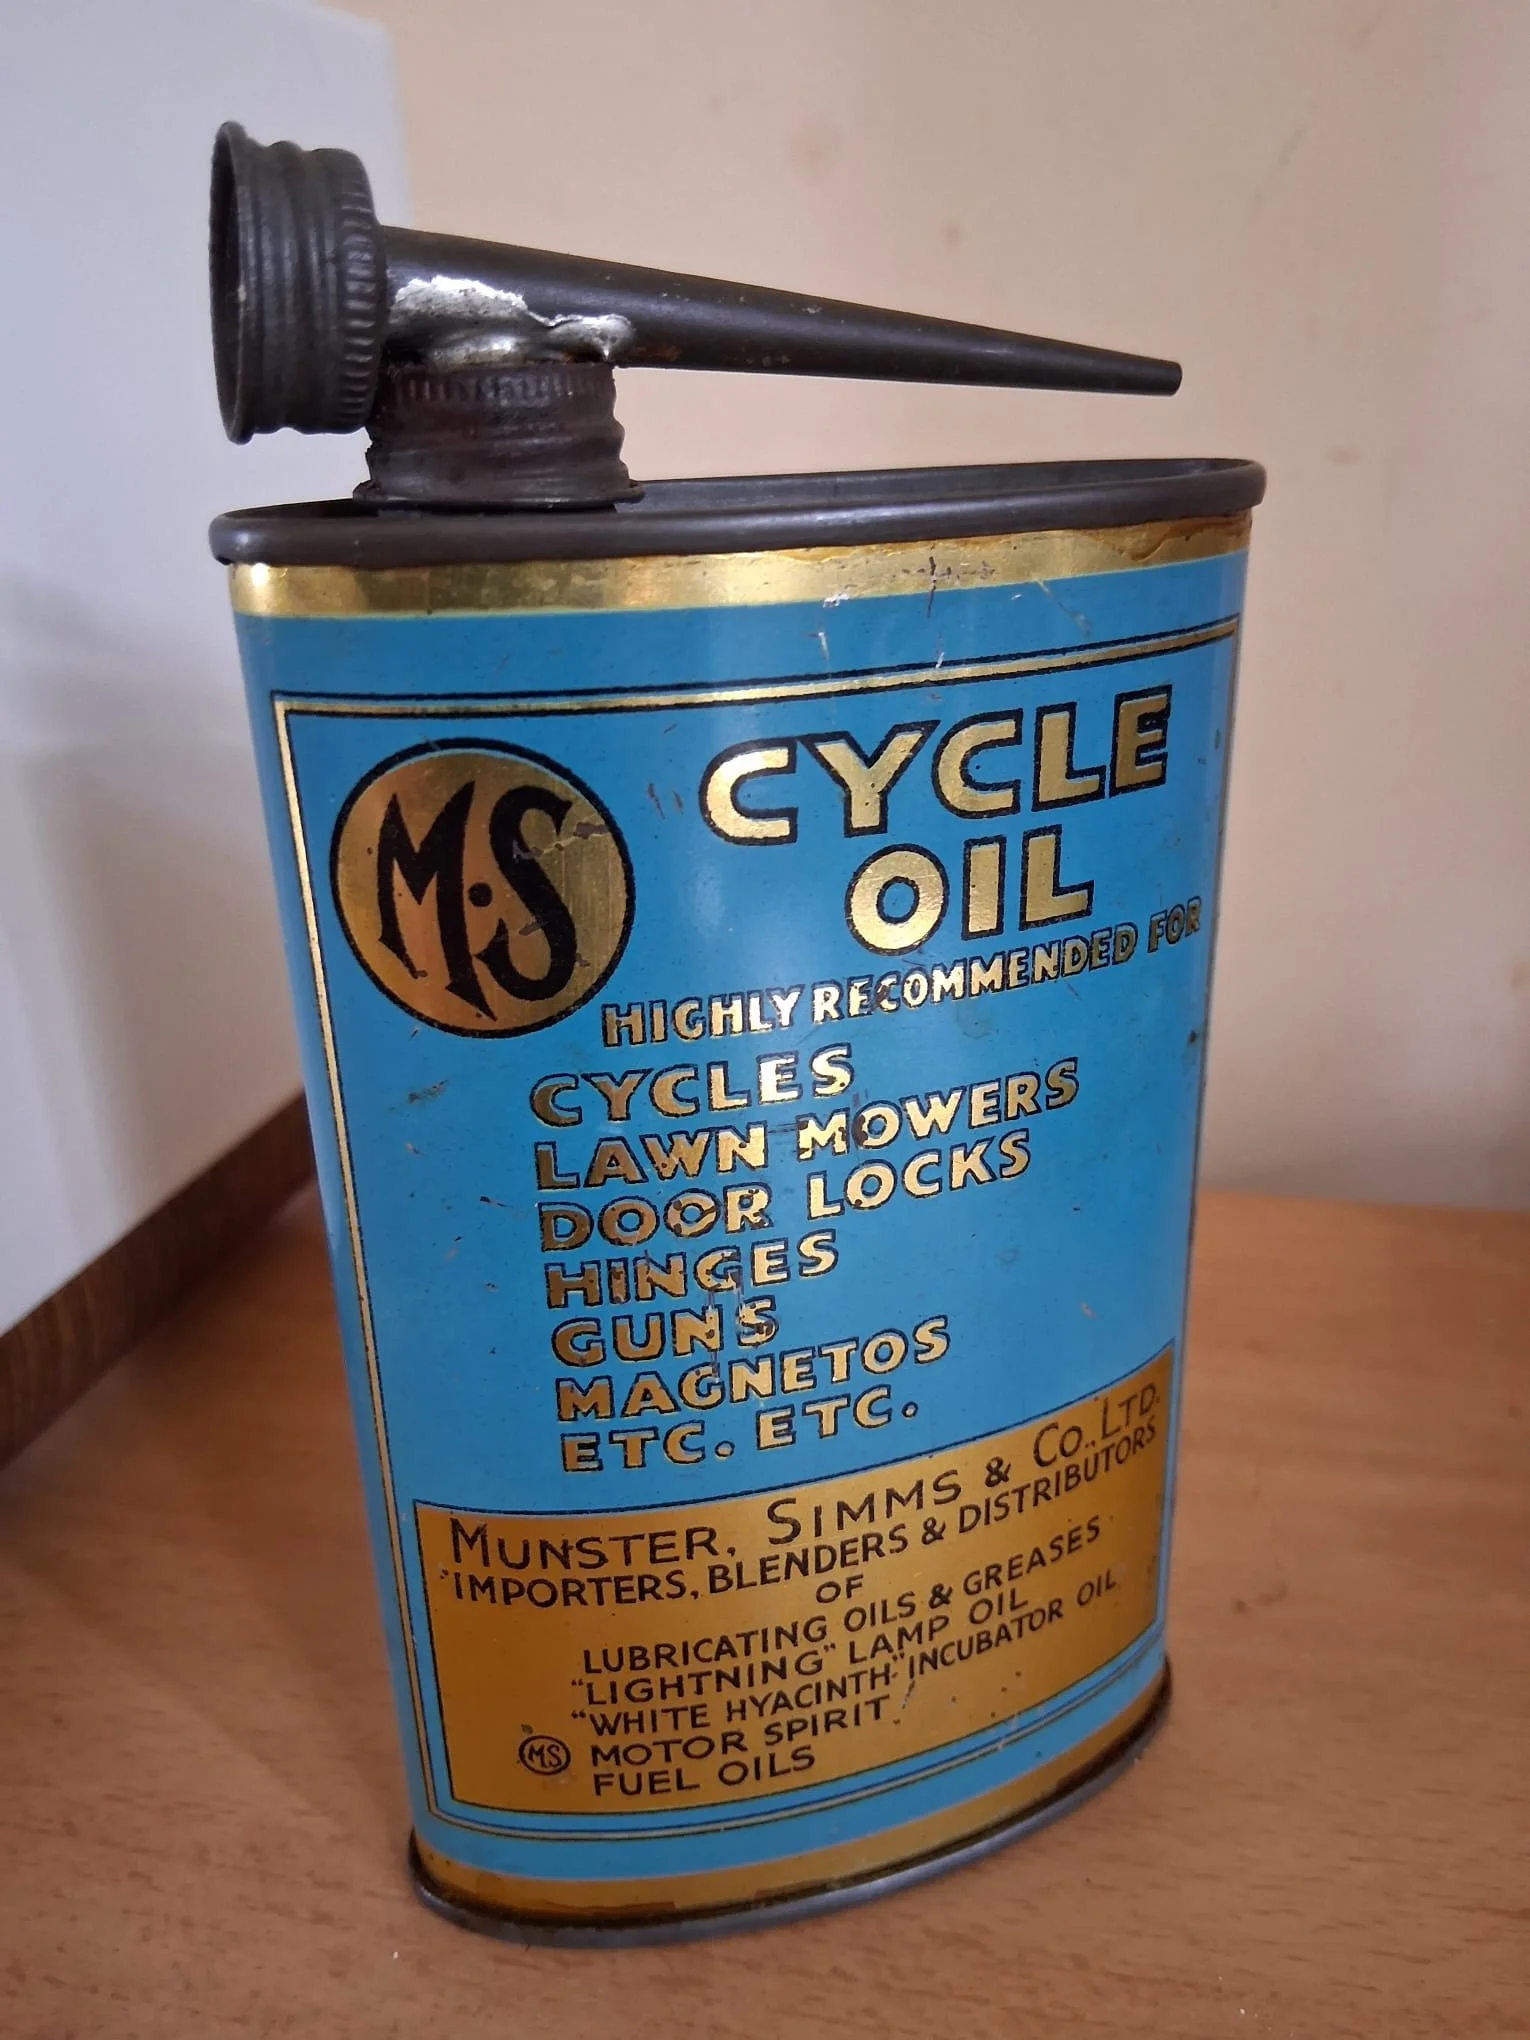 M·S
CYCLE
OIL
HIGHLY RECOMMENDED FOR
CYCLES
LAWN MOWERS
DOOR LOCKS
HINGES
GUNS
MAGNETOS
ETC. ETC.
MUNSTER, SIMMS & CO., LTD.
IMPORTERS, BLENDERS & DISTRIBUTORS
OF
LUBRICATING OILS & GREASES
"LIGHTNING" LAMP OIL
"WHITE HYACINTH" INCUBATOR OIL
MS MOTOR SPIRIT
FUEL OILS